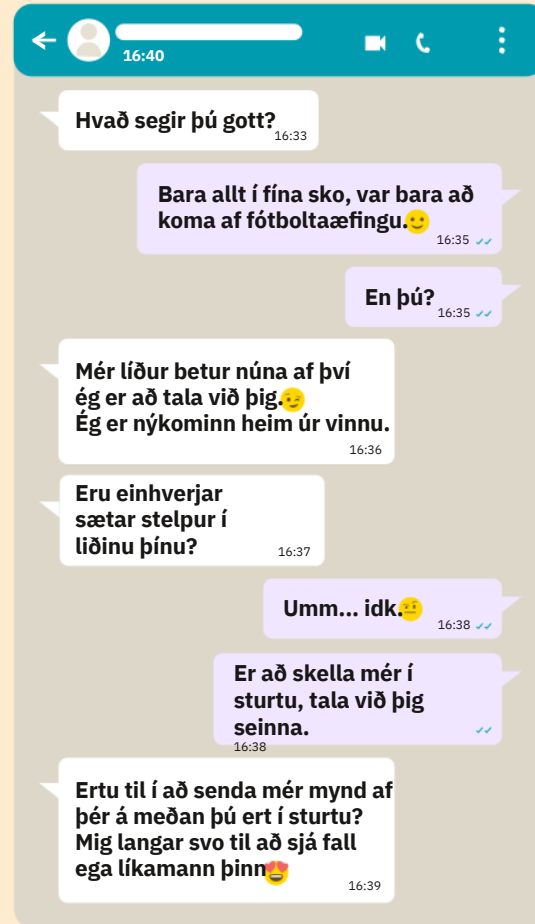 16:40
Hvað segir þú gott?
16:33
Bara allt í fína sko, var bara að
koma af fótboltaæfingu.
16:35
En þú?
16:35
Mér líður betur núna af því
ég er að tala við þig.
Ég er nýkominn heim úr vinnu.
16:36
Eru einhverjar
sætar stelpur í
liðinu þínu?
16:37
Umm... idk.
16:38
Er að skella mér í
sturtu, tala við þig
seinna.
16:38
Ertu til í að senda mér mynd af
þér á meðan þú ert í sturtu?
Mig langar svo til að sjá fall
ega líkamann þinn
16:39